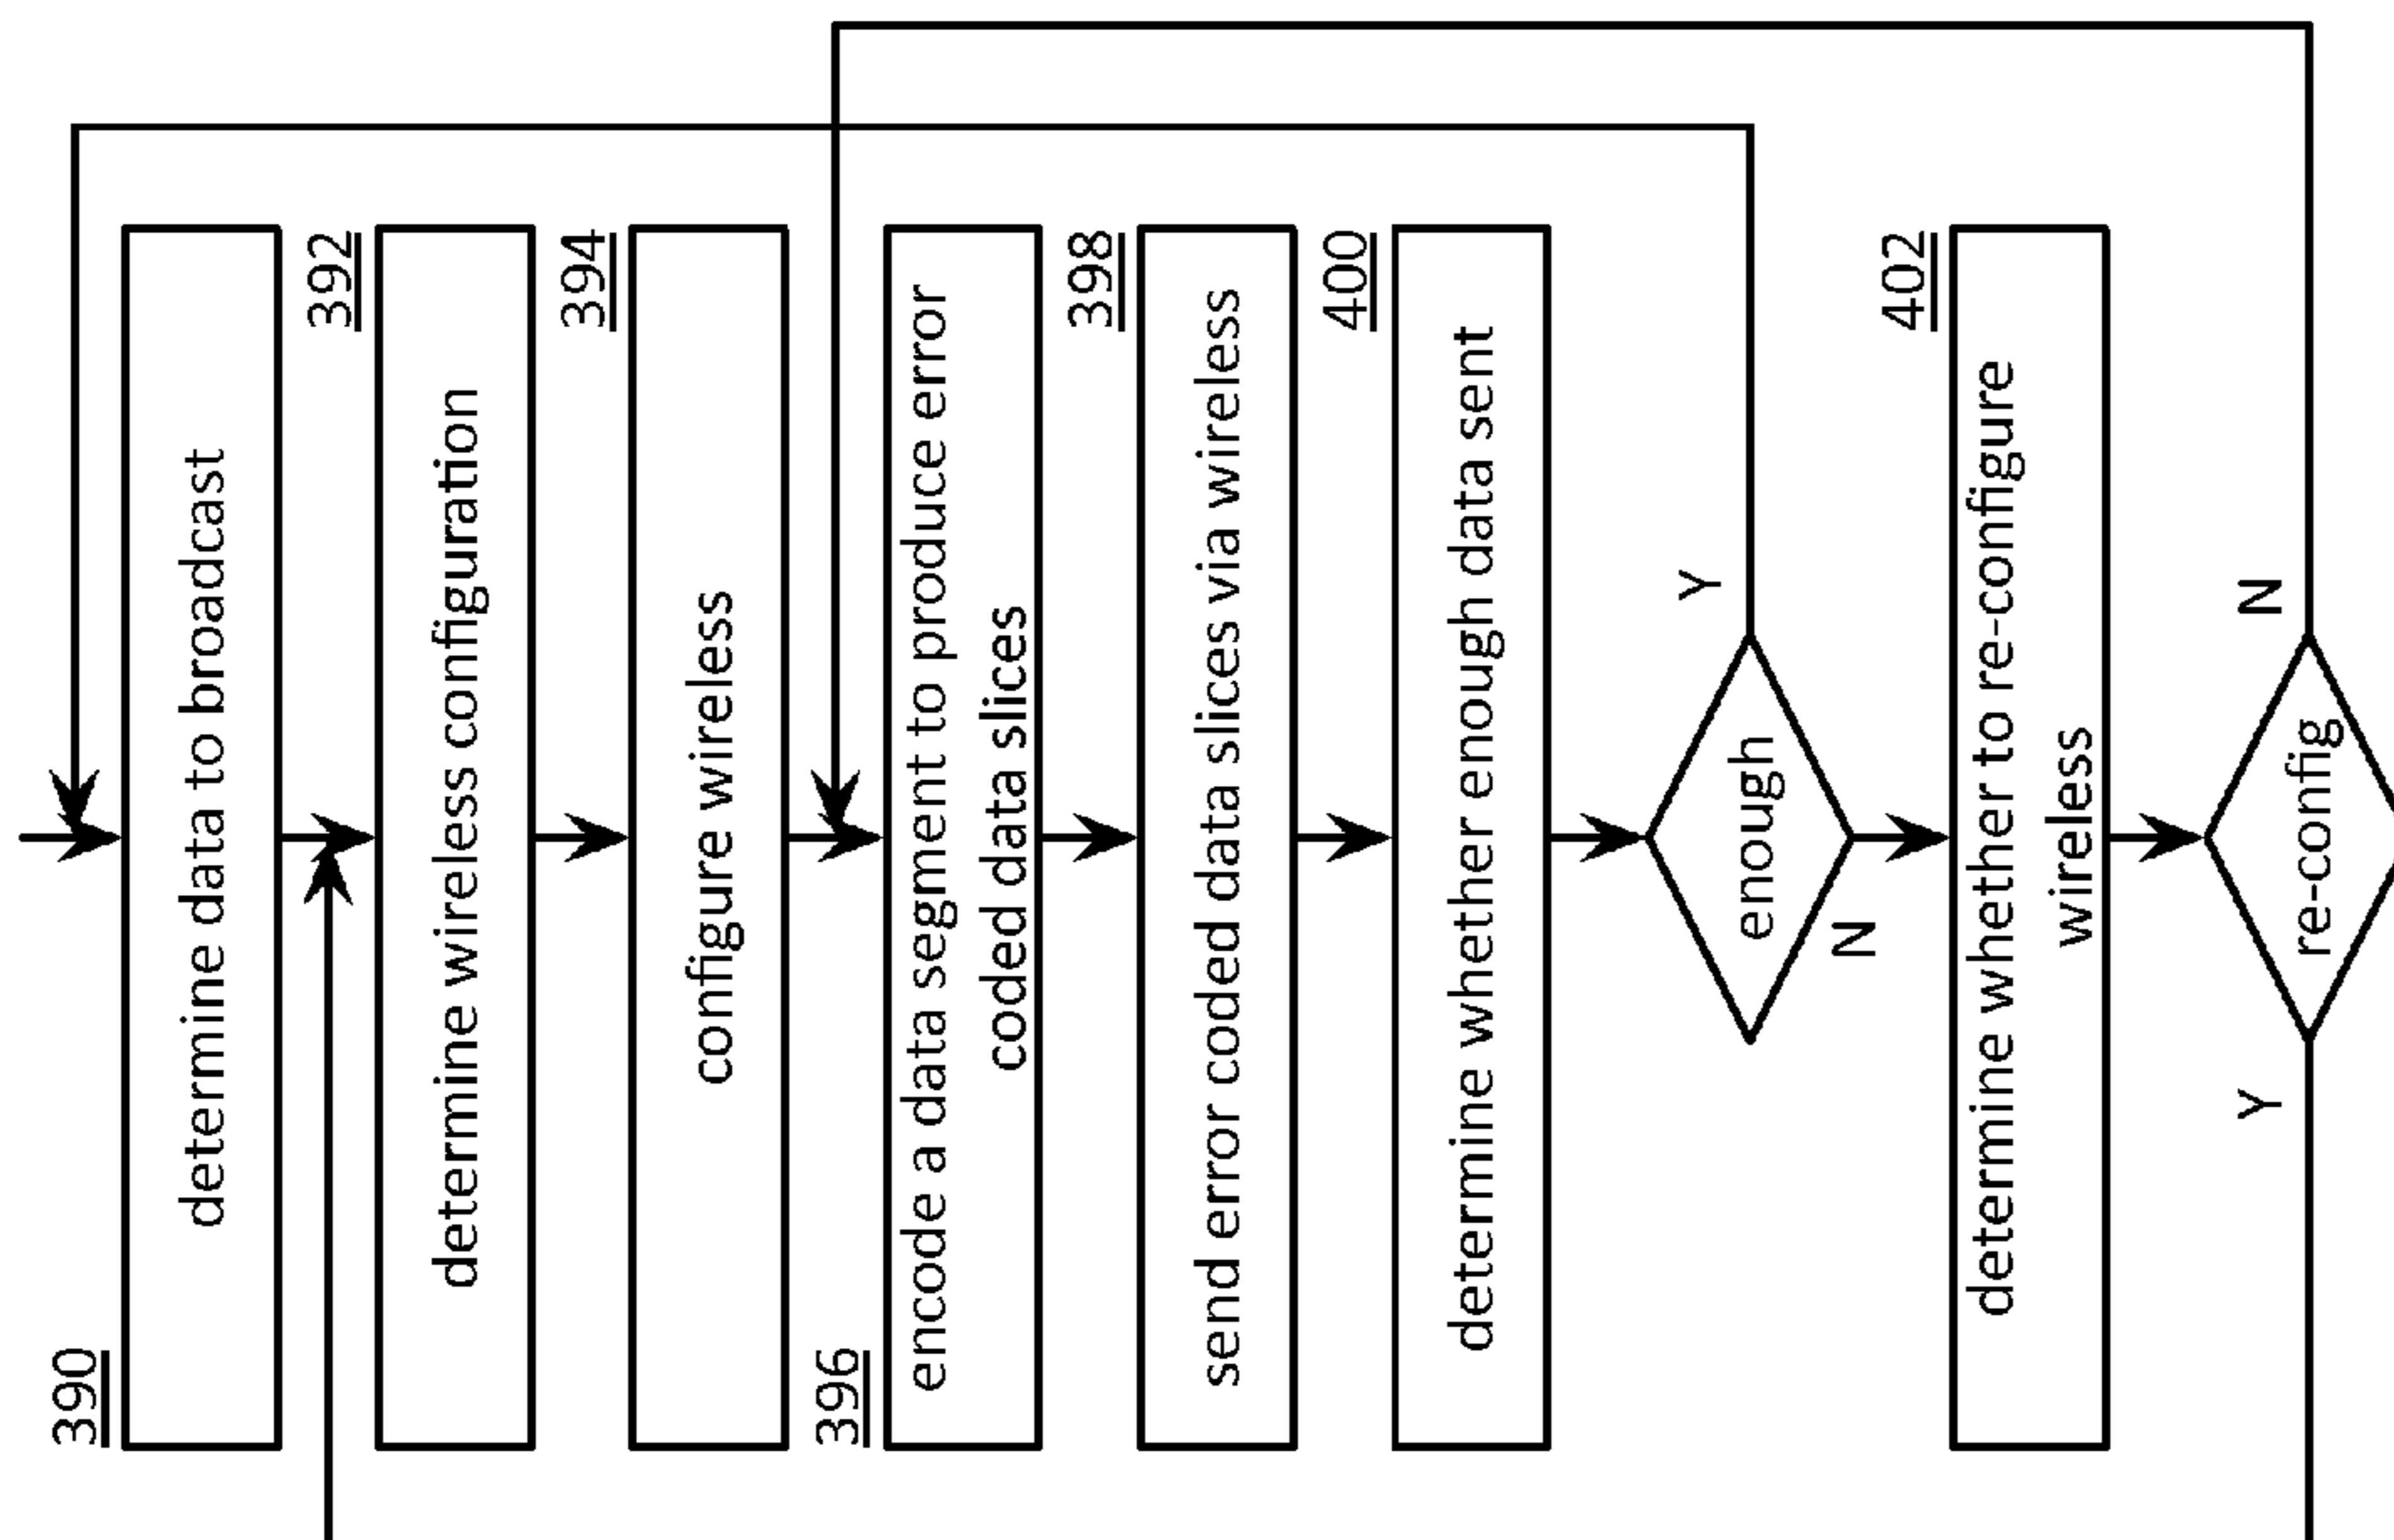 390
determine data to broadcast
392
determine wireless configuration
394
configure wireless
396
encode a data segment to produce error
coded data slices
398
send error coded data slices via wireless
400
determine whether enough data sent
enough
Y
N
402
determine whether to re-configure
wireless
re-config
Y
N